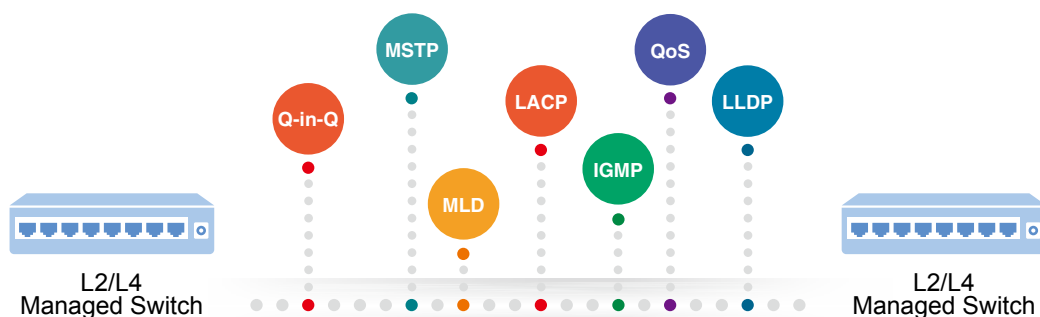 MSTP
QoS
Q-in-Q
LACP
LLDP
IGMP
MLD
L2/L4
Managed Switch
L2/L4
Managed Switch